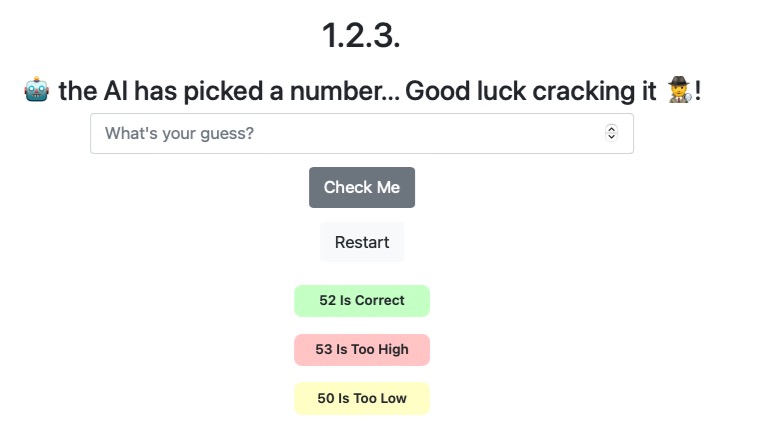 1.2.3.
🤖 the AI has picked a number... Good luck cracking it 🕵️!
What's your guess?
Check Me
Restart
52 Is Correct
53 Is Too High
50 Is Too Low